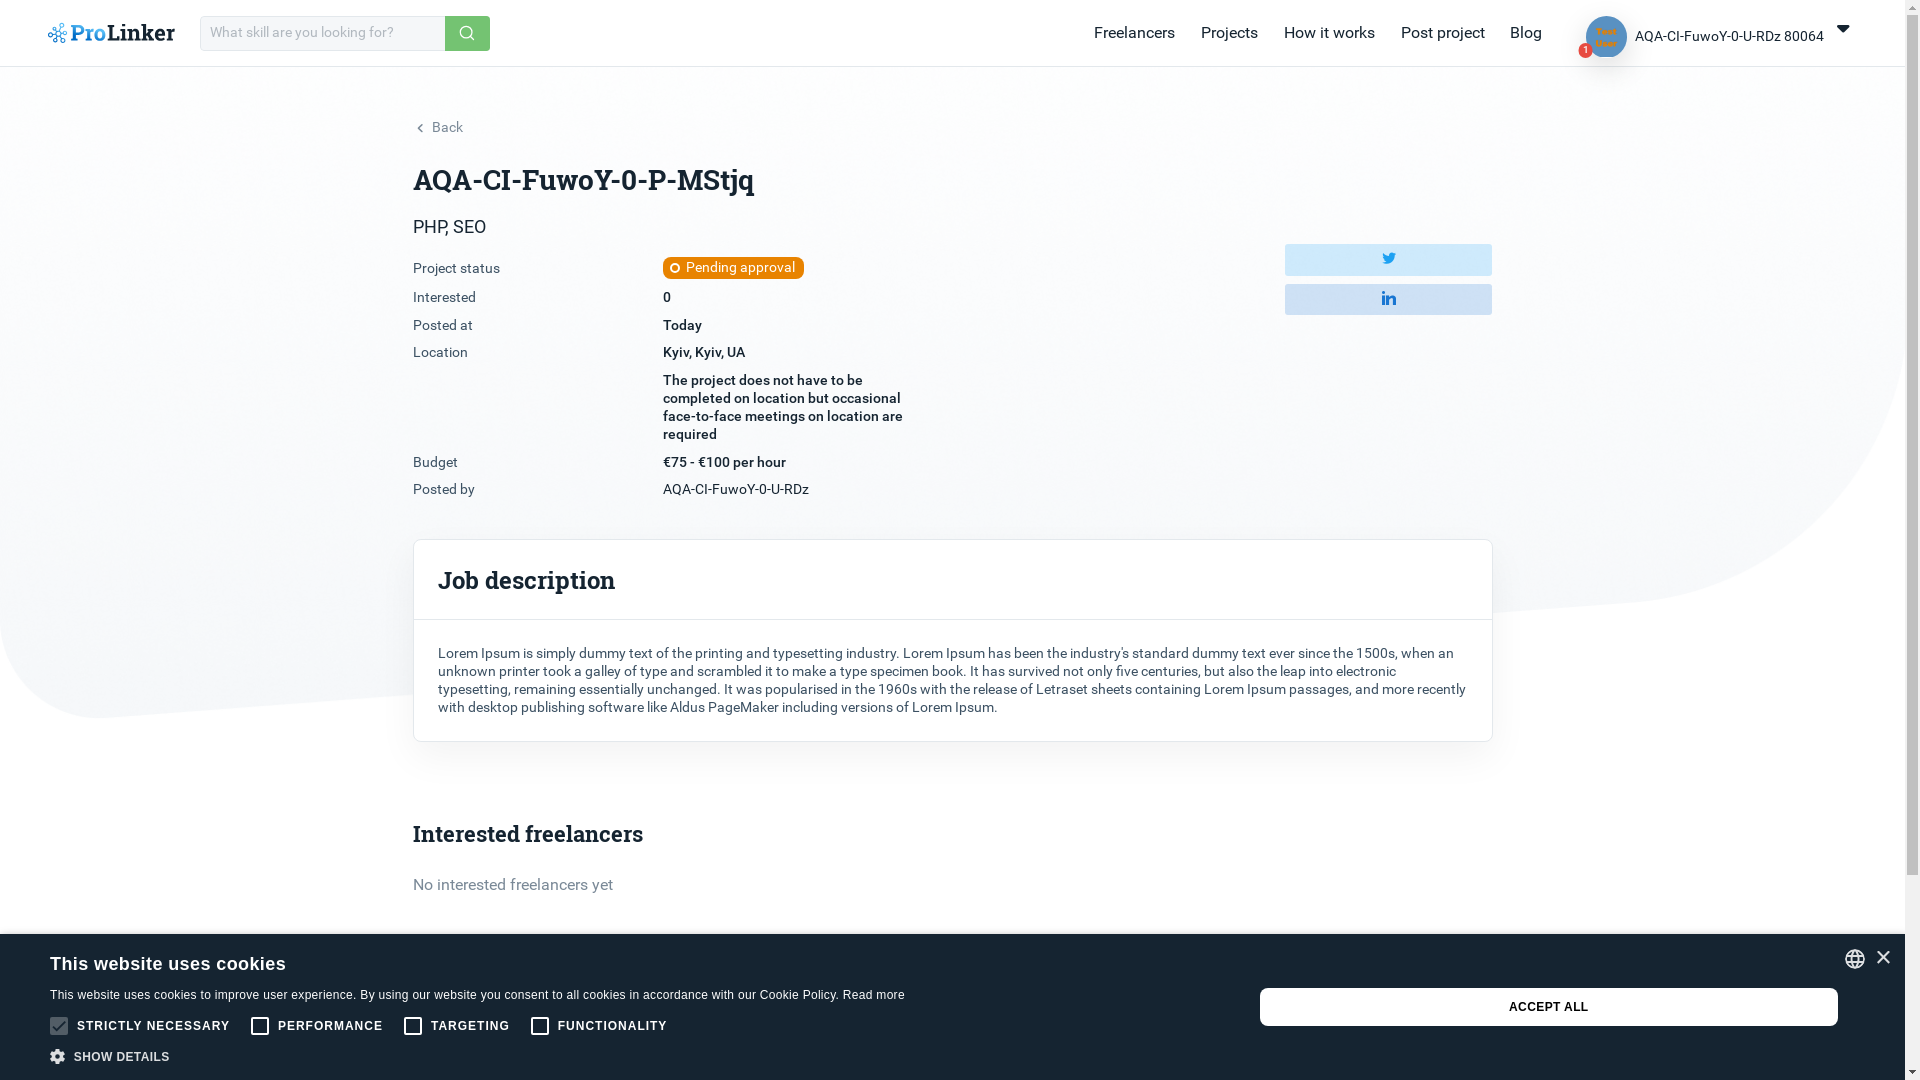 ProLinker
What skill are you looking for?
Freelancers
Projects
How it works
Post project
Blog
1
AQA-CI-FuwoY-0-U-RDz 80064
Back
AQA-CI-FuwoY-0-P-MStjq
PHP, SEO
Project status
Pending approval
Interested
0
Posted at
Today
Location
Kyiv, Kyiv, UA
The project does not have to be
completed on location but occasional
face-to-face meetings on location are
required
Budget
€75 - €100 per hour
Posted by
AQA-CI-FuwoY-0-U-RDz
Job description
Lorem Ipsum is simply dummy text of the printing and typesetting industry. Lorem Ipsum has been the industry's standard dummy text ever since the 1500s, when an
unknown printer took a galley of type and scrambled it to make a type specimen book. It has survived not only five centuries, but also the leap into electronic
typesetting, remaining essentially unchanged. It was popularised in the 1960s with the release of Letraset sheets containing Lorem Ipsum passages, and more recently
with desktop publishing software like Aldus PageMaker including versions of Lorem Ipsum.
Interested freelancers
No interested freelancers yet
This website uses cookies
This website uses cookies to improve user experience. By using our website you consent to all cookies in accordance with our Cookie Policy. Read more
STRICTLY NECESSARY
PERFORMANCE
TARGETING
FUNCTIONALITY
SHOW DETAILS
ACCEPT ALL